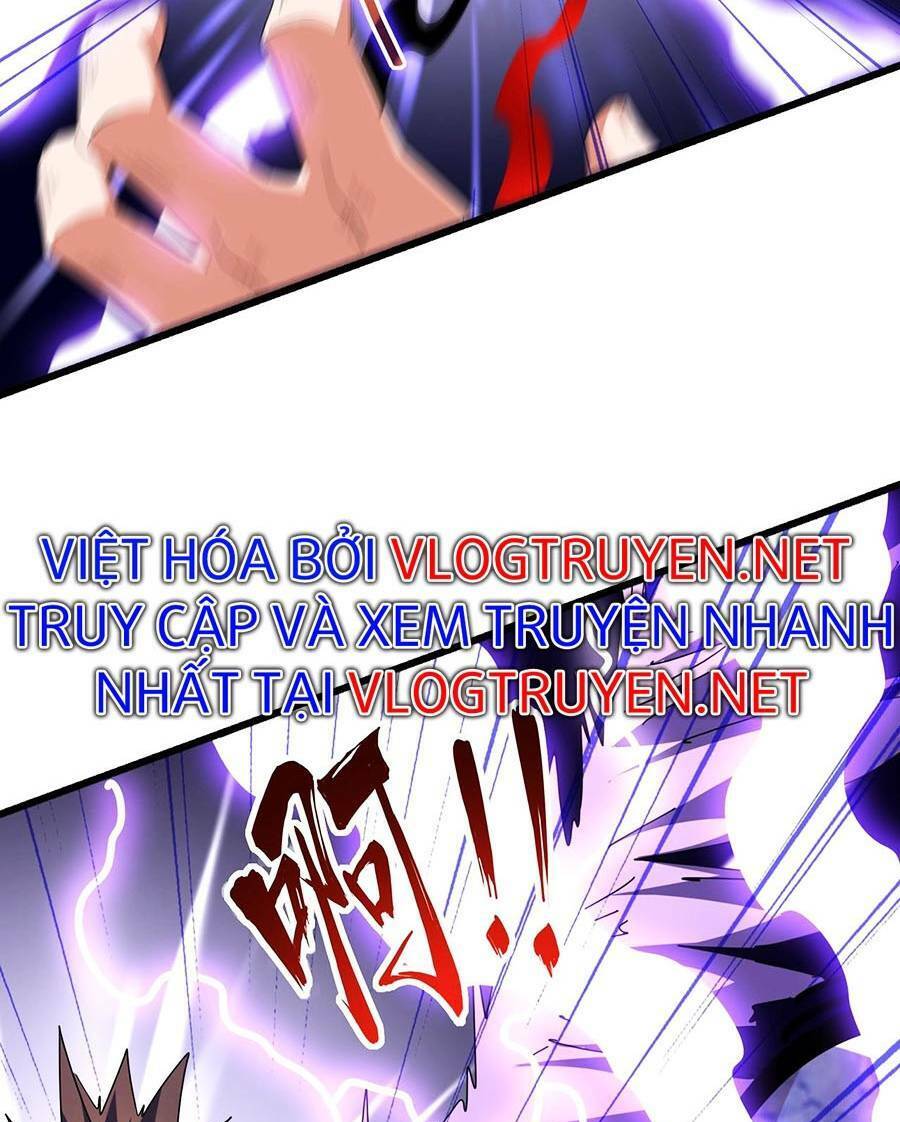 VIỆT HÓA BỞI VLOGTRUYEN.NET
TRUY CẬP VÀ XEM TRUYỆN NHANH
NHẤT TẠI VLOGTRUYEN.NET
啊!!